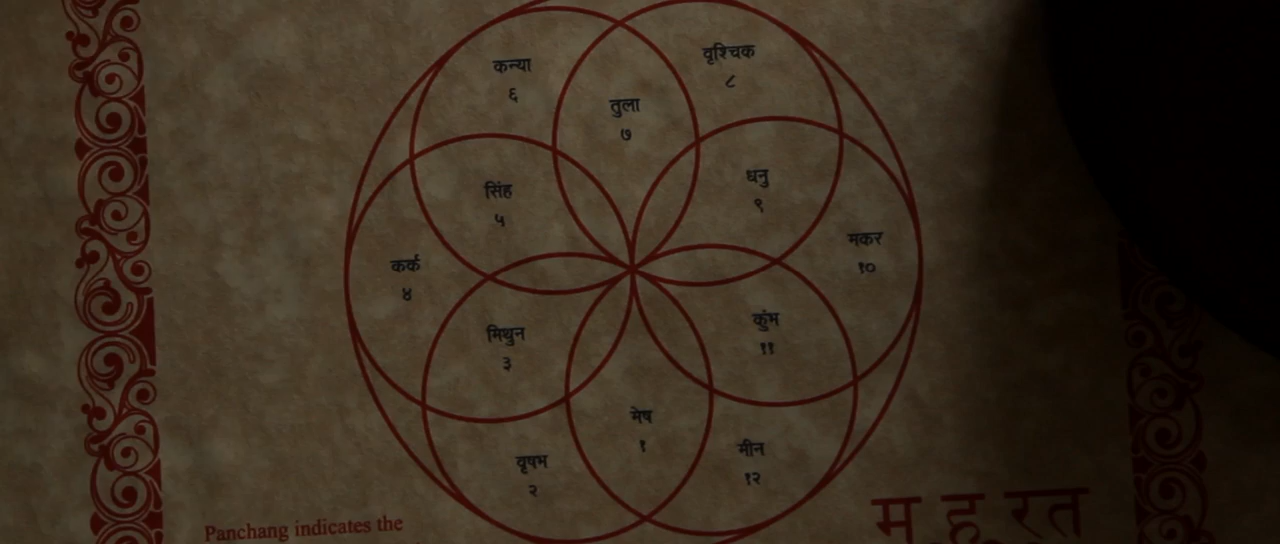 कन्या
६
वृश्चिक
८
तुला
७
सिंह
५
धनु
९
कर्क
४
मकर
१०
मिथुन
३
कुंभ
११
मेष
१
वृषभ
२
मीन
१२
Panchang indicates the